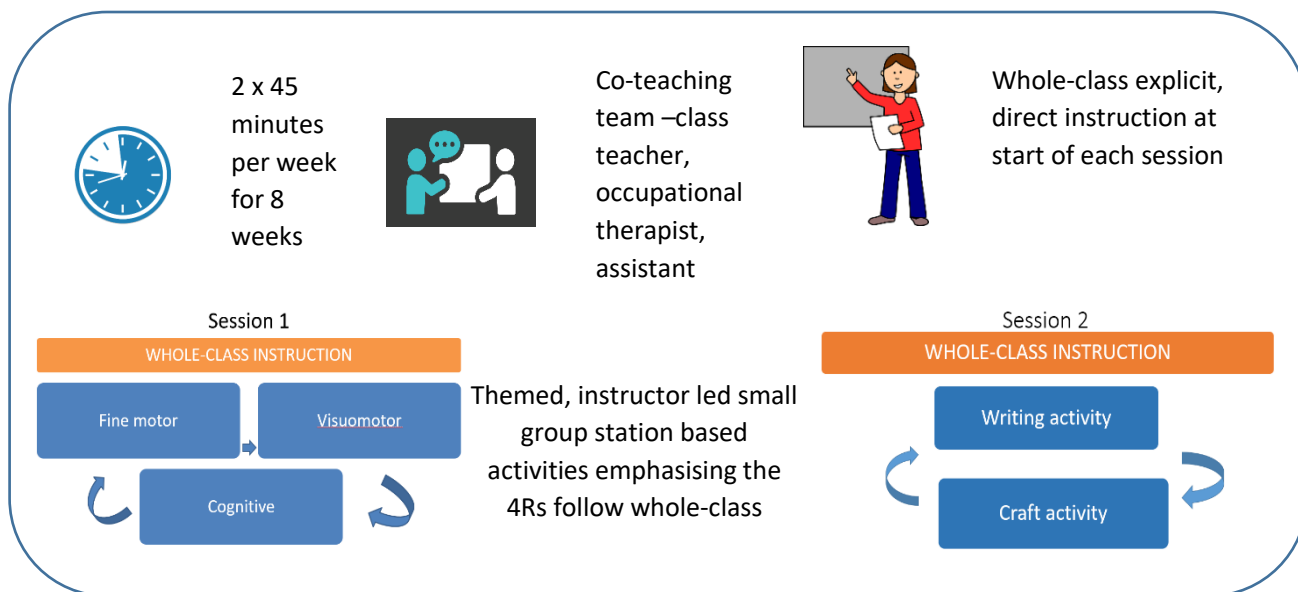 2 x 45
minutes
per week
for 8
weeks
Co-teaching
team –class
teacher,
occupational
therapist,
assistant
Whole-class explicit,
direct instruction at
start of each session
Session 1
WHOLE-CLASS INSTRUCTION
Fine motor
Visuomotor
Cognitive
Themed, instructor led small
group station based
activities emphasising the
4Rs follow whole-class
Session 2
WHOLE-CLASS INSTRUCTION
Writing activity
Craft activity